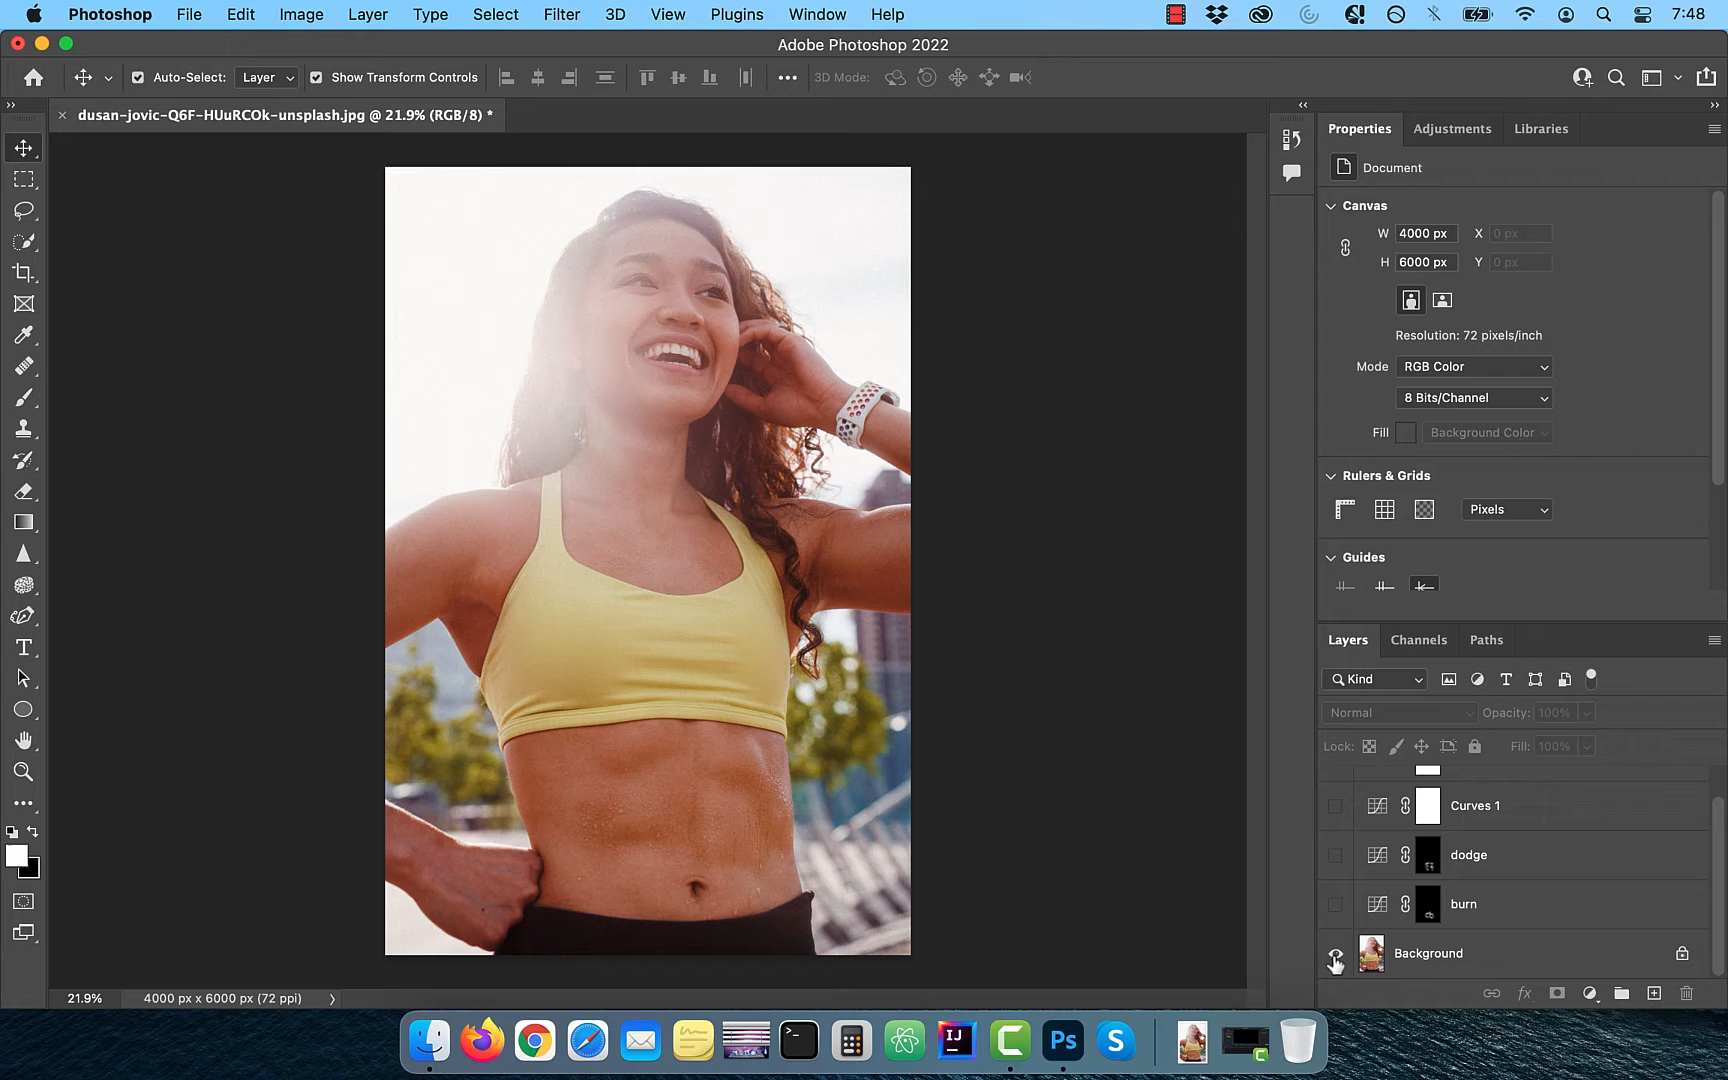 Photoshop File Edit Image Layer Type Select Filter 3D View Plugins Window Help 7:48
Adobe Photoshop 2022
Auto-Select: Layer Show Transform Controls 3D Mode:
dusan-jovic-Q6F-HUuRCOk-unsplash.jpg @ 21.9% (RGB/8) *
Properties Adjustments Libraries
Document
Canvas
W 4000 px X 0 px
H 6000 px Y 0 px
Resolution: 72 pixels/inch
Mode RGB Color
8 Bits/Channel
Fill Background Color
Rulers & Grids
Pixels
Guides
Layers Channels Paths
Kind
Normal Opacity: 100%
Lock: Fill: 100%
Curves 1
dodge
burn
Background
fx
21.9% 4000 px x 6000 px (72 ppi)
IJ
C
Ps
S